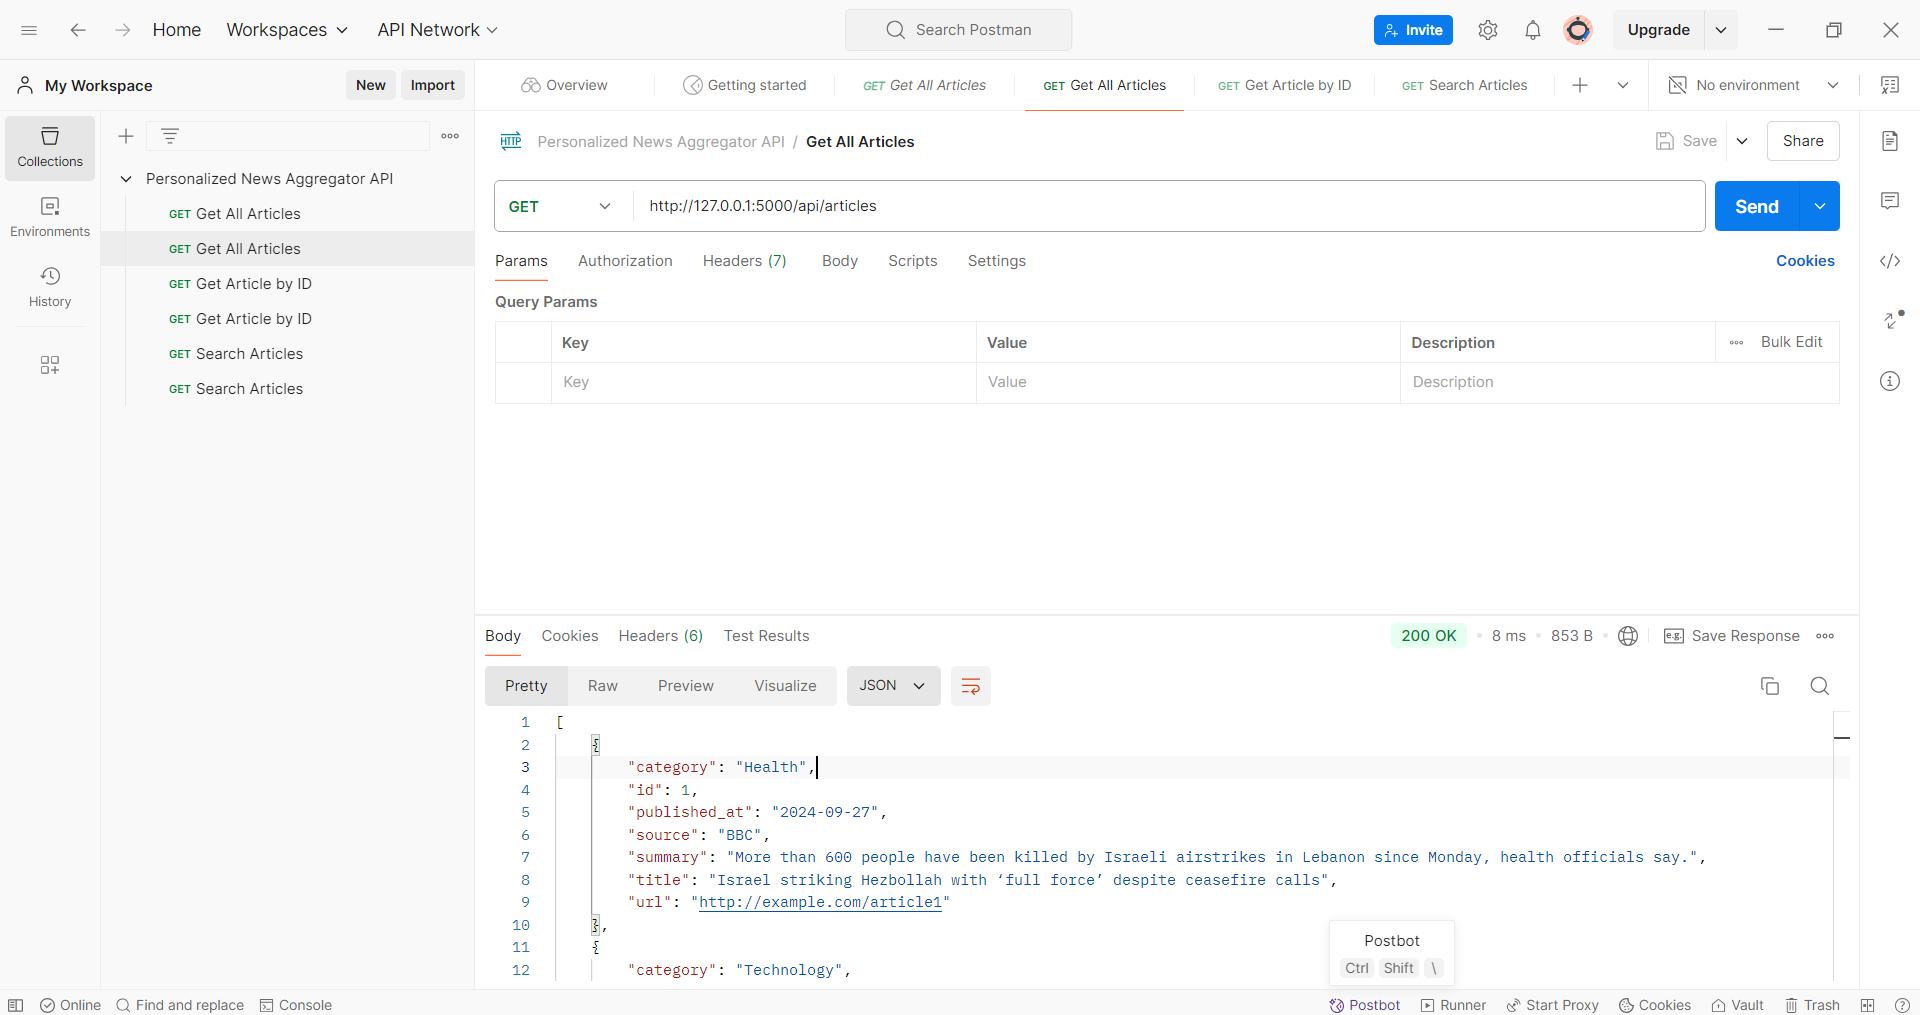 Home Workspaces API Network Search Postman Invite Upgrade
My Workspace New Import Overview Getting started GET Get All Articles GET Get All Articles GET Get Article by ID GET Search Articles No environment
Collections
Environments
History
Personalized News Aggregator API
GET Get All Articles
GET Get All Articles
GET Get Article by ID
GET Get Article by ID
GET Search Articles
GET Search Articles
HTTP Personalized News Aggregator API / Get All Articles Save Share
GET http://127.0.0.1:5000/api/articles Send
Params Authorization Headers (7) Body Scripts Settings Cookies
Query Params
Key Value Description Bulk Edit
Key Value Description
Body Cookies Headers (6) Test Results 200 OK 8 ms 853 B e.g. Save Response
Pretty Raw Preview Visualize JSON
1 [
2 {
3 "category": "Health",
4 "id": 1,
5 "published_at": "2024-09-27",
6 "source": "BBC",
7 "summary": "More than 600 people have been killed by Israeli airstrikes in Lebanon since Monday, health officials say.",
8 "title": "Israel striking Hezbollah with ‘full force’ despite ceasefire calls",
9 "url": "http://example.com/article1"
10 },
11 {
12 "category": "Technology",
Postbot
Ctrl Shift \
Online Find and replace Console Postbot Runner Start Proxy Cookies Vault Trash